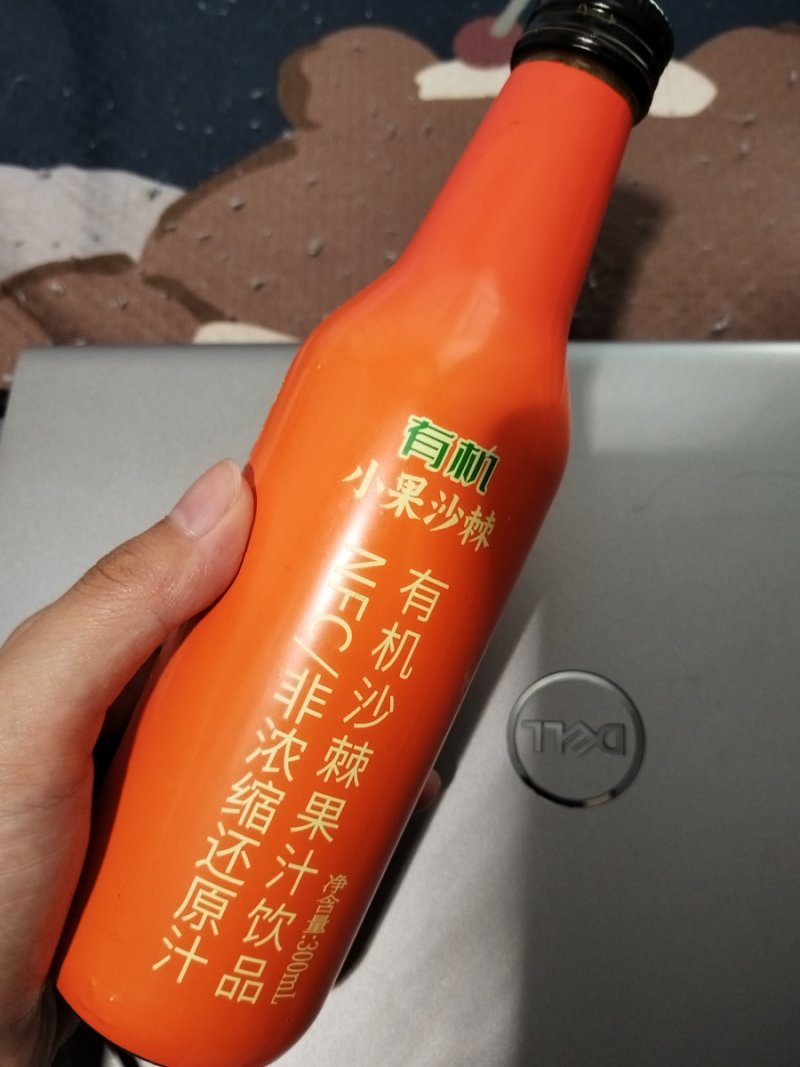 有机
小果沙棘
有机沙棘果汁饮品
NFC/非浓缩还原汁
净含量:300mL
DELL